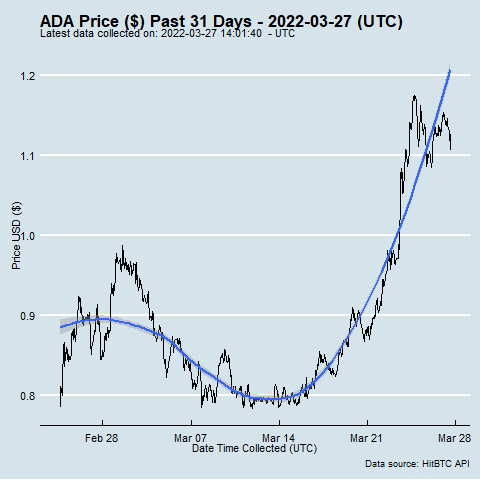 ADA Price ($) Past 31 Days - 2022-03-27 (UTC)
Latest data collected on: 2022-03-27 14:01:40  - UTC
1.2
1.1
1.0
0.9
0.8
Price USD ($)
Feb 28
Mar 07
Mar 14
Mar 21
Mar 28
Date Time Collected (UTC)
Data source: HitBTC API